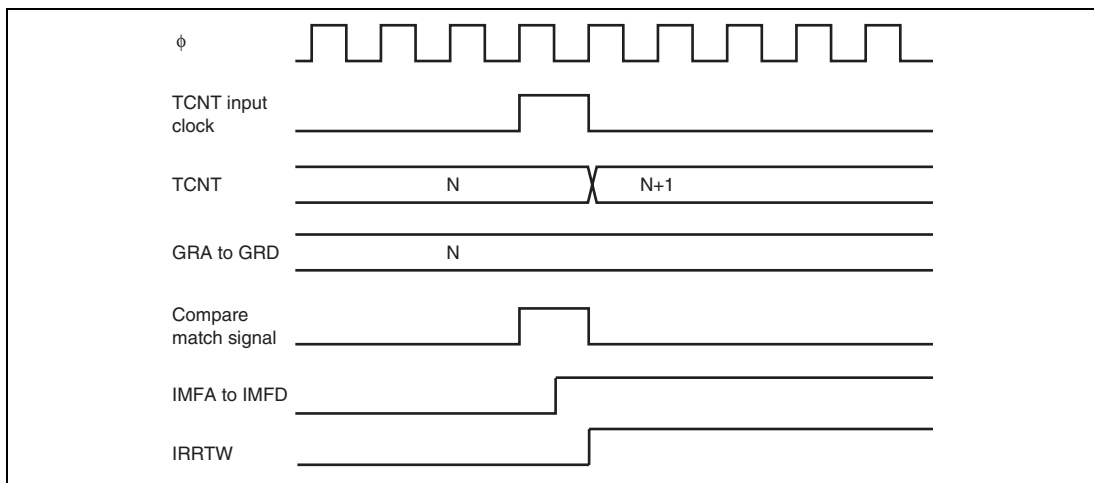 ϕ
TCNT input
clock
TCNT
N
N+1
GRA to GRD
N
Compare
match signal
IMFA to IMFD
IRRTW